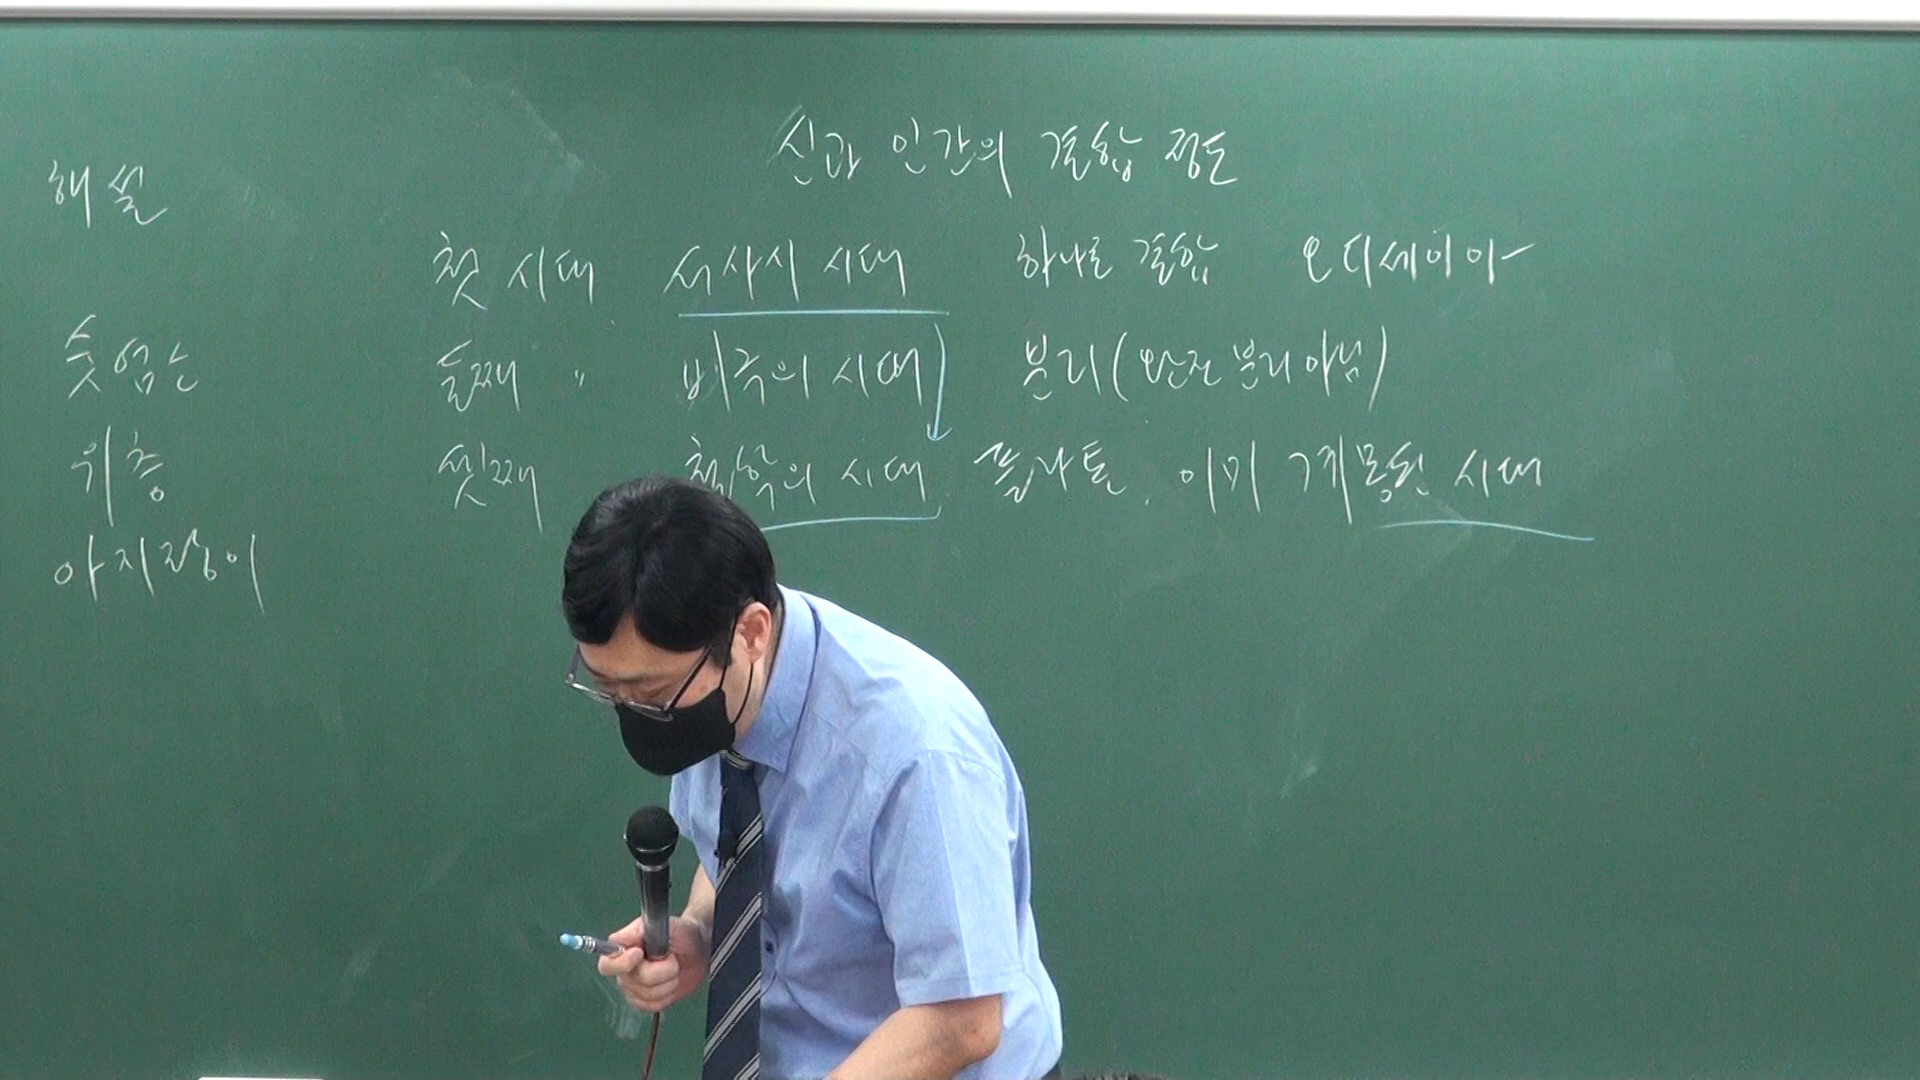 신과 인간의 결합 정도
해설
첫 시대 서사시 시대 하나로 결합 오디세이아
숫염소
둘째 〃 비극의 시대 분리(완전 분리 아님)
위층
셋째 〃 철학의 시대 플라톤, 이미 계몽된 시대
아지랑이